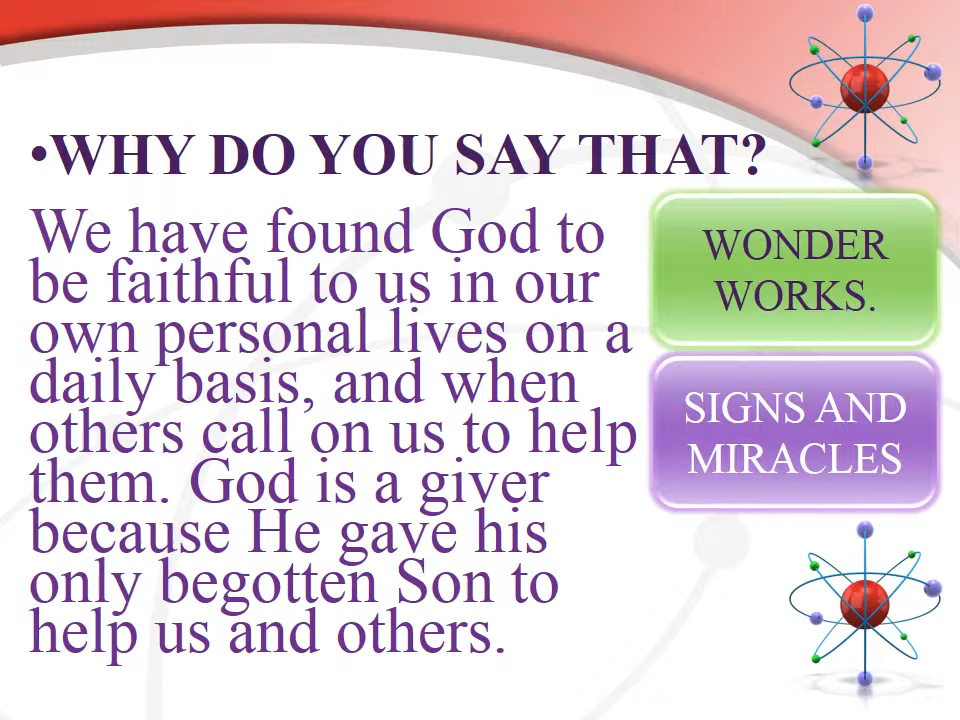 •WHY DO YOU SAY THAT?
We have found God to
be faithful to us in our
own personal lives on a
daily basis, and when
others call on us to help
them. God is a giver
because He gave his
only begotten Son to
help us and others.
WONDER
WORKS.
SIGNS AND
MIRACLES